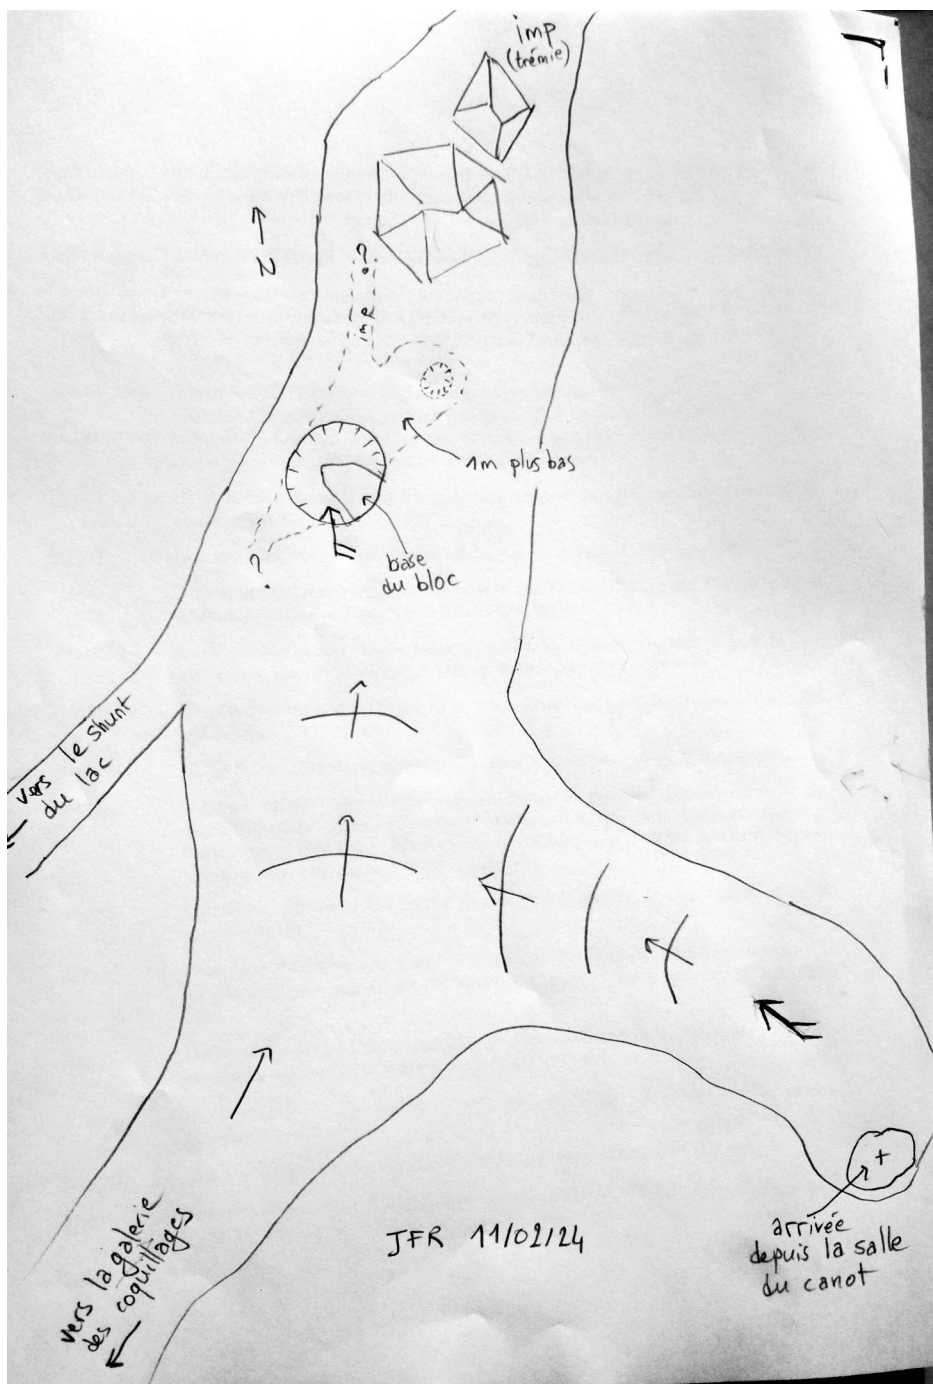 imp
(trémie)
N
?
imp
1m plus bas
base
du bloc
?
vers le shunt
du lac
vers la galerie
des coquillages
JFR 11/02/24
arrivée
depuis la salle
du canot